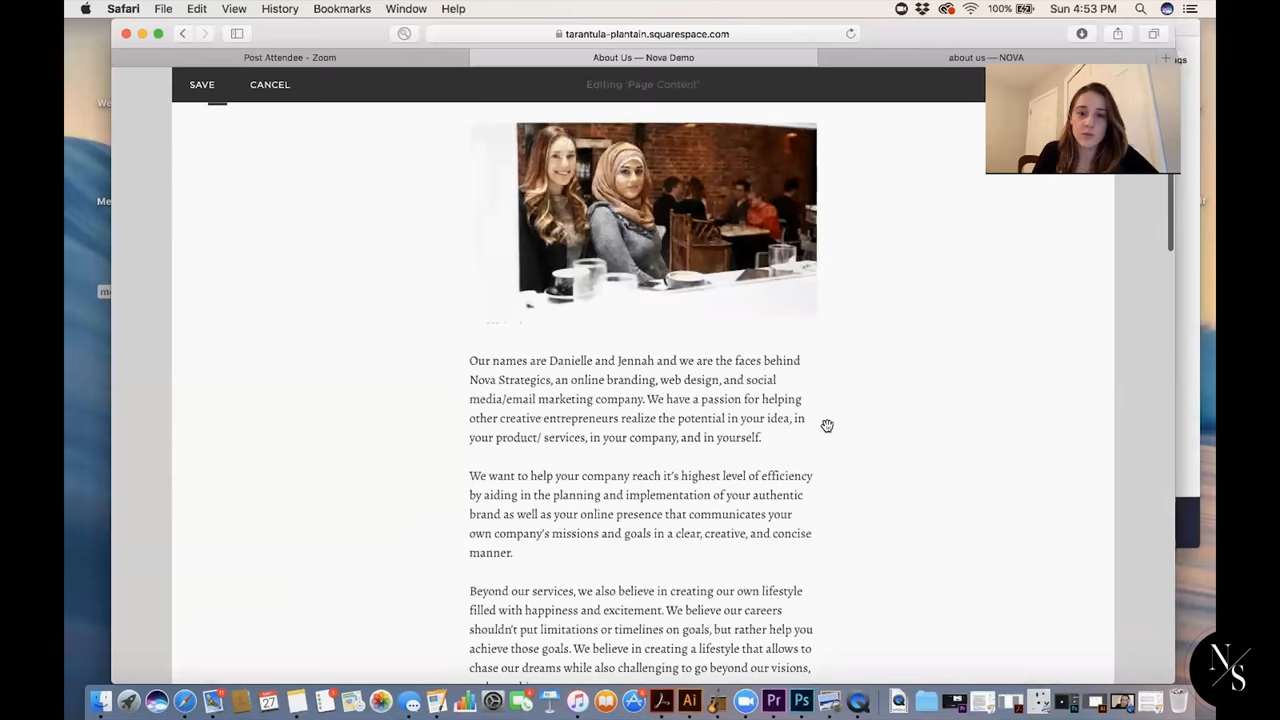 Safari File Edit View History Bookmarks Window Help 100% Sun 4:53 PM
tarantula-plantain.squarespace.com
Post Attendee - Zoom About Us — Nova Demo about us — NOVA
SAVE CANCEL Editing 'Page Content'
We
Me
Our names are Danielle and Jennah and we are the faces behind
Nova Strategics, an online branding, web design, and social
media/email marketing company. We have a passion for helping
other creative entrepreneurs realize the potential in your idea, in
your product/ services, in your company, and in yourself.
We want to help your company reach it's highest level of efficiency
by aiding in the planning and implementation of your authentic
brand as well as your online presence that communicates your
own company's missions and goals in a clear, creative, and concise
manner.
Beyond our services, we also believe in creating our own lifestyle
filled with happiness and excitement. We believe our careers
shouldn't put limitations or timelines on goals, but rather help you
achieve those goals. We believe in creating a lifestyle that allows to
chase our dreams while also challenging to go beyond our visions,
N/S